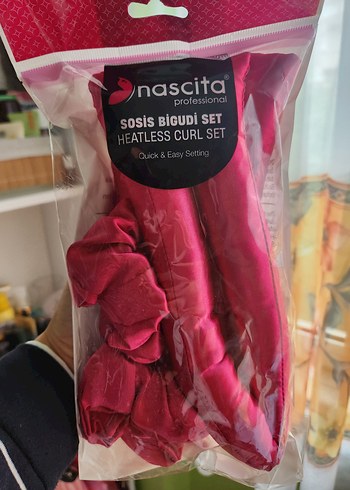 nascita
professional
SOSİS BİGUDİ SET
HEATLESS CURL SET
Quick & Easy Setting